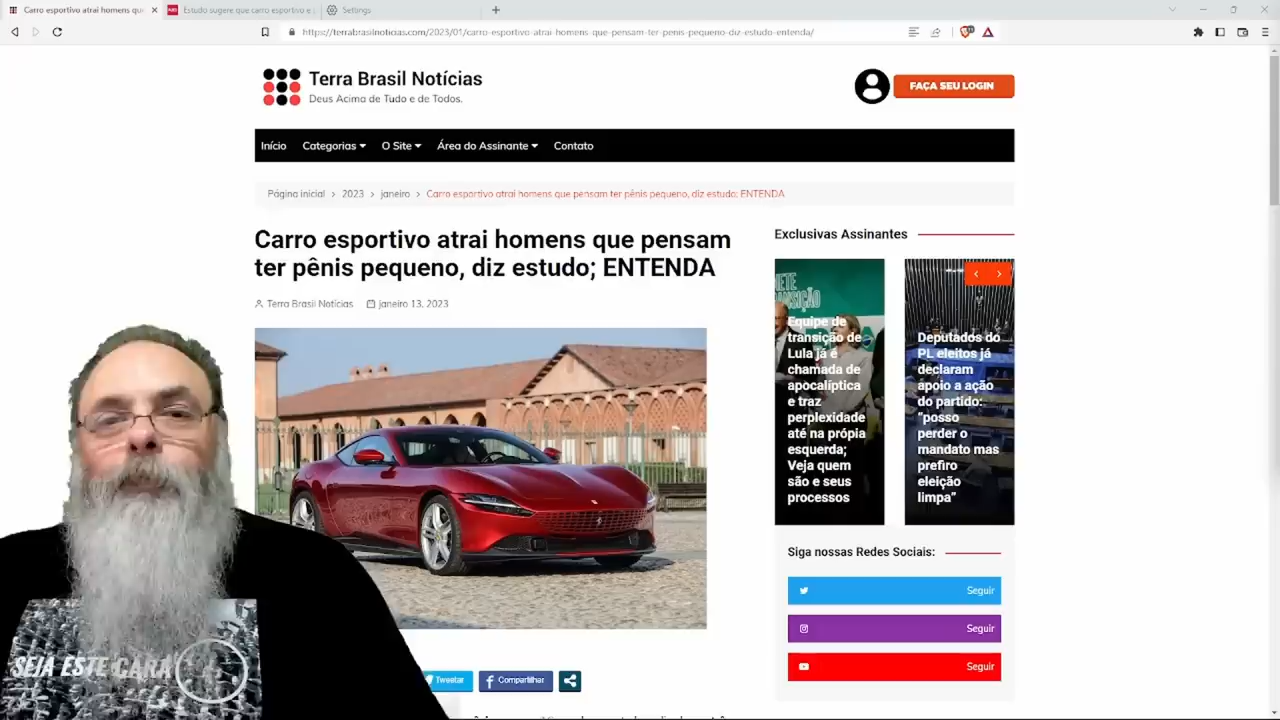 Carro esportivo atrai homens que
Estudo sugere que carro esportivo e
Settings
https://terrabrasilnoticias.com/2023/01/carro-esportivo-atrai-homens-que-pensam-ter-penis-pequeno-diz-estudo-entenda/
Terra Brasil Notícias
Deus Acima de Tudo e de Todos.
FAÇA SEU LOGIN
Início Categorias O Site Área do Assinante Contato
Página inicial > 2023 > janeiro > Carro esportivo atrai homens que pensam ter pênis pequeno, diz estudo; ENTENDA
Carro esportivo atrai homens que pensam
ter pênis pequeno, diz estudo; ENTENDA
Terra Brasil Notícias janeiro 13, 2023
Exclusivas Assinantes
Equipe de
transição de
Lula já é
chamada de
apocalíptica
e traz
perplexidade
até na própia
esquerda;
Veja quem
são e seus
processos
Deputados do
PL eleitos já
declaram
apoio a ação
do partido:
“posso
perder o
mandato mas
prefiro
eleição
limpa”
Siga nossas Redes Sociais:
Seguir
Seguir
Seguir
Tweetar
Compartilhar
SEJA ESTE CARA